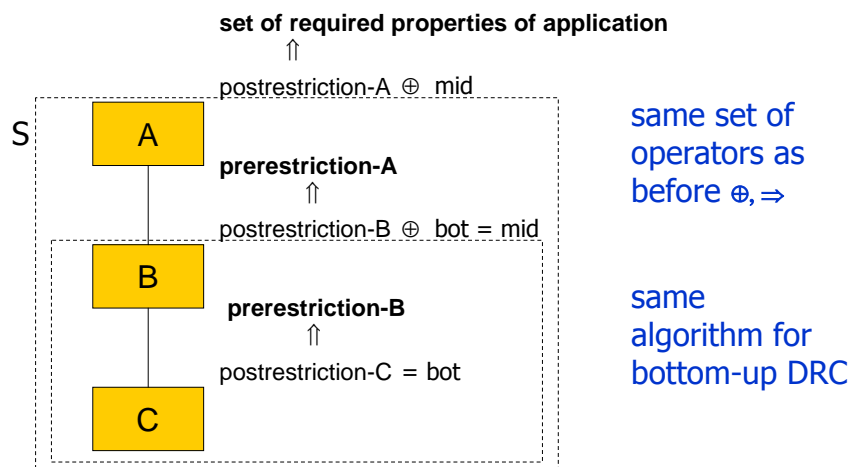 set of required properties of application
⇑
postrestriction-A ⊕ mid
S
A
prerestriction-A
⇑
postrestriction-B ⊕ bot = mid
B
prerestriction-B
⇑
postrestriction-C = bot
C
same set of
operators as
before ⊕, ⇒
same
algorithm for
bottom-up DRC